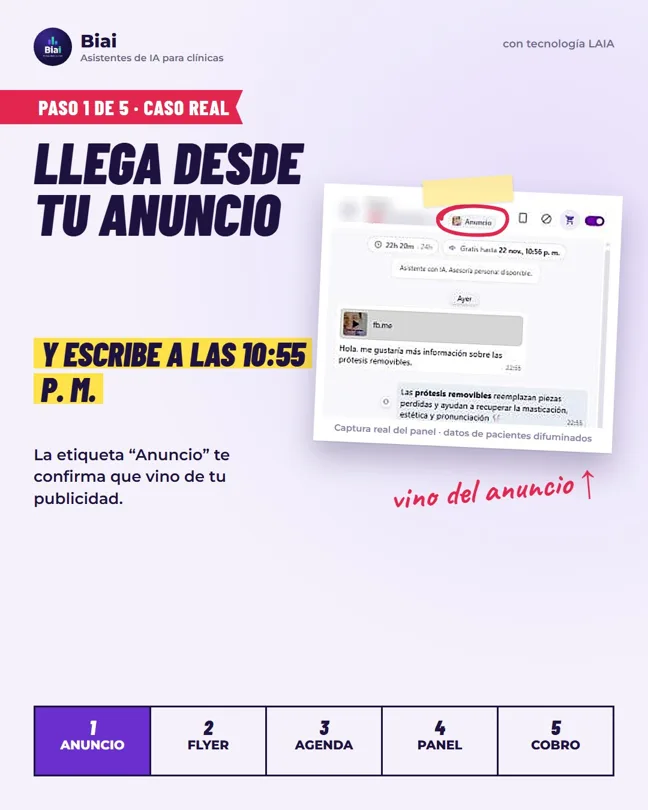 Biai
Biai
Asistentes de IA para clínicas
con tecnología LAIA
PASO 1 DE 5 · CASO REAL
LLEGA DESDE
TU ANUNCIO
Y ESCRIBE A LAS 10:55
P. M.
La etiqueta “Anuncio” te
confirma que vino de tu
publicidad.
Anuncio
22h 20m · 24h
Gratis hasta 22 nov., 10:56 p. m.
Asistente con IA. Asesoría personal disponible.
Ayer
fb.me
Hola. me gustaría más información sobre las
prótesis removibles.
22:55
Las prótesis removibles reemplazan piezas
perdidas y ayudan a recuperar la masticación,
estética y pronunciación
22:55
Captura real del panel · datos de pacientes difuminados
vino del anuncio ↑
1
ANUNCIO
2
FLYER
3
AGENDA
4
PANEL
5
COBRO